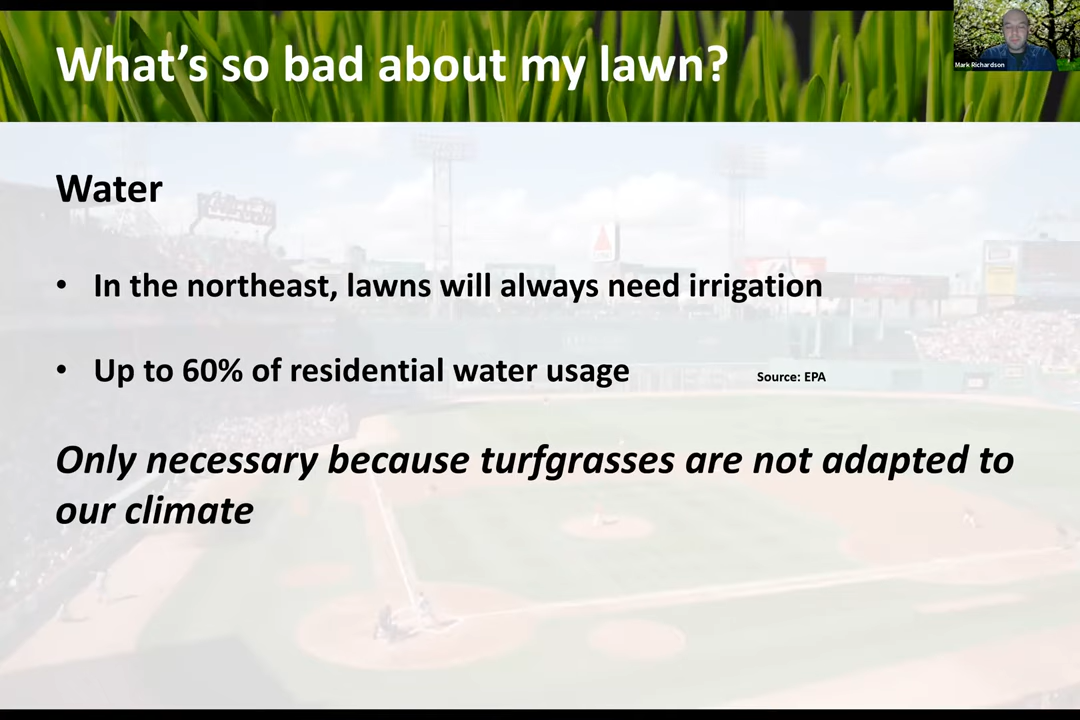 What's so bad about my lawn?
Mark Richardson
Water
• In the northeast, lawns will always need irrigation
• Up to 60% of residential water usage
Source: EPA
Only necessary because turfgrasses are not adapted to
our climate